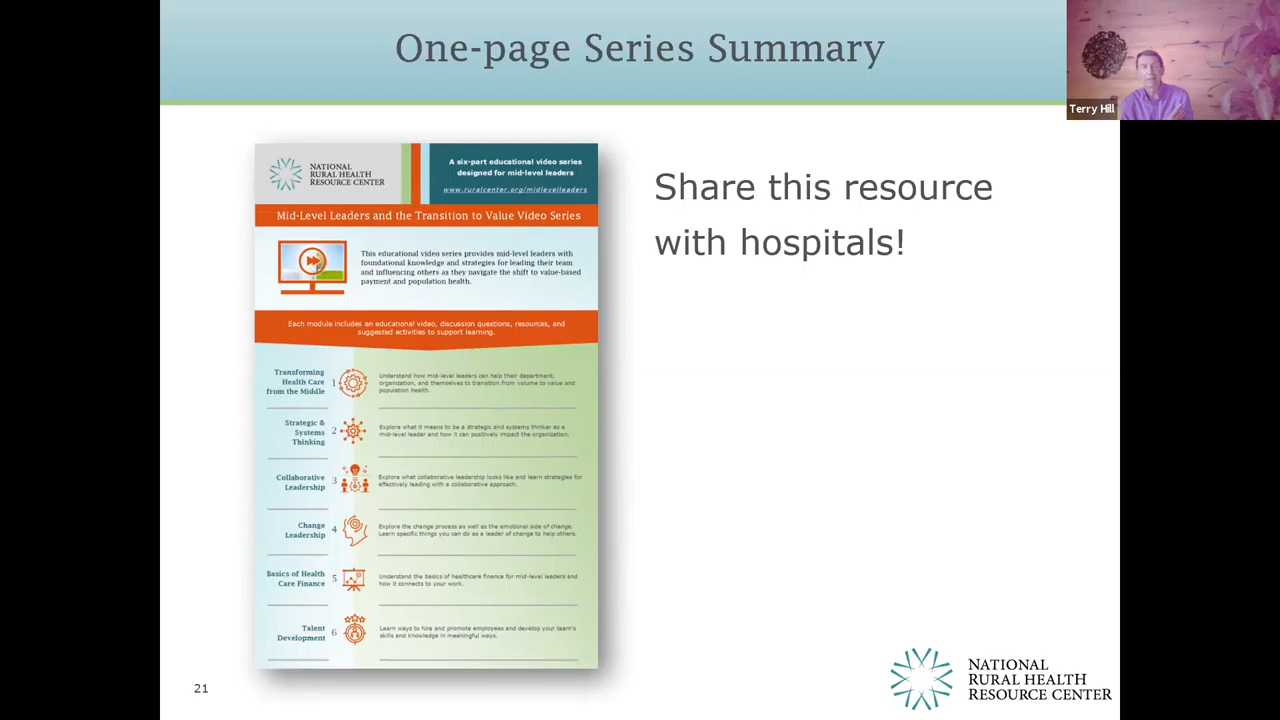 One-page Series Summary
Terry Hill
NATIONAL
RURAL HEALTH
RESOURCE CENTER
A six-part educational video series
designed for mid-level leaders
www.ruralcenter.org/midlevelleaders
Mid-Level Leaders and the Transition to Value Video Series
This educational video series provides mid-level leaders with
foundational knowledge and strategies for leading their team
and influencing others as they navigate the shift to value-based
payment and population health.
Each module includes an educational video, discussion questions, resources, and
suggested activities to support learning.
Transforming
Health Care
from the Middle
1
Understand how mid-level leaders can help their department,
organization, and themselves to transition from volume to value and
population health.
Strategic &
Systems
Thinking
2
Explore what it means to be a strategic and systems thinker as a
mid-level leader and how it can positively impact the organization.
Collaborative
Leadership
3
Explore what collaborative leadership looks like and learn strategies for
effectively leading with a collaborative approach.
Change
Leadership
4
Explore the change process as well as the emotional side of change.
Learn specific things you can do as a leader of change to help others.
Basics of Health
Care Finance
5
Understand the basics of healthcare finance for mid-level leaders and
how it connects to your work.
Talent
Development
6
Learn ways to hire and promote employees and develop your team's
skills and knowledge in meaningful ways.
Share this resource
with hospitals!
21
NATIONAL
RURAL HEALTH
RESOURCE CENTER